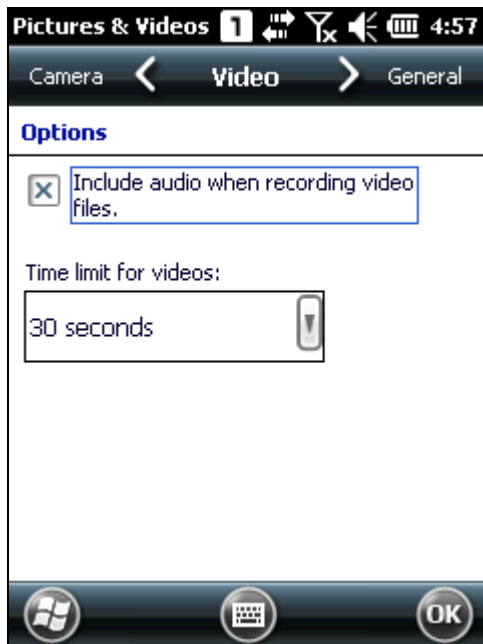 Pictures & Videos 1 4:57
Camera Video General
Options
Include audio when recording video
files.
Time limit for videos:
30 seconds
OK